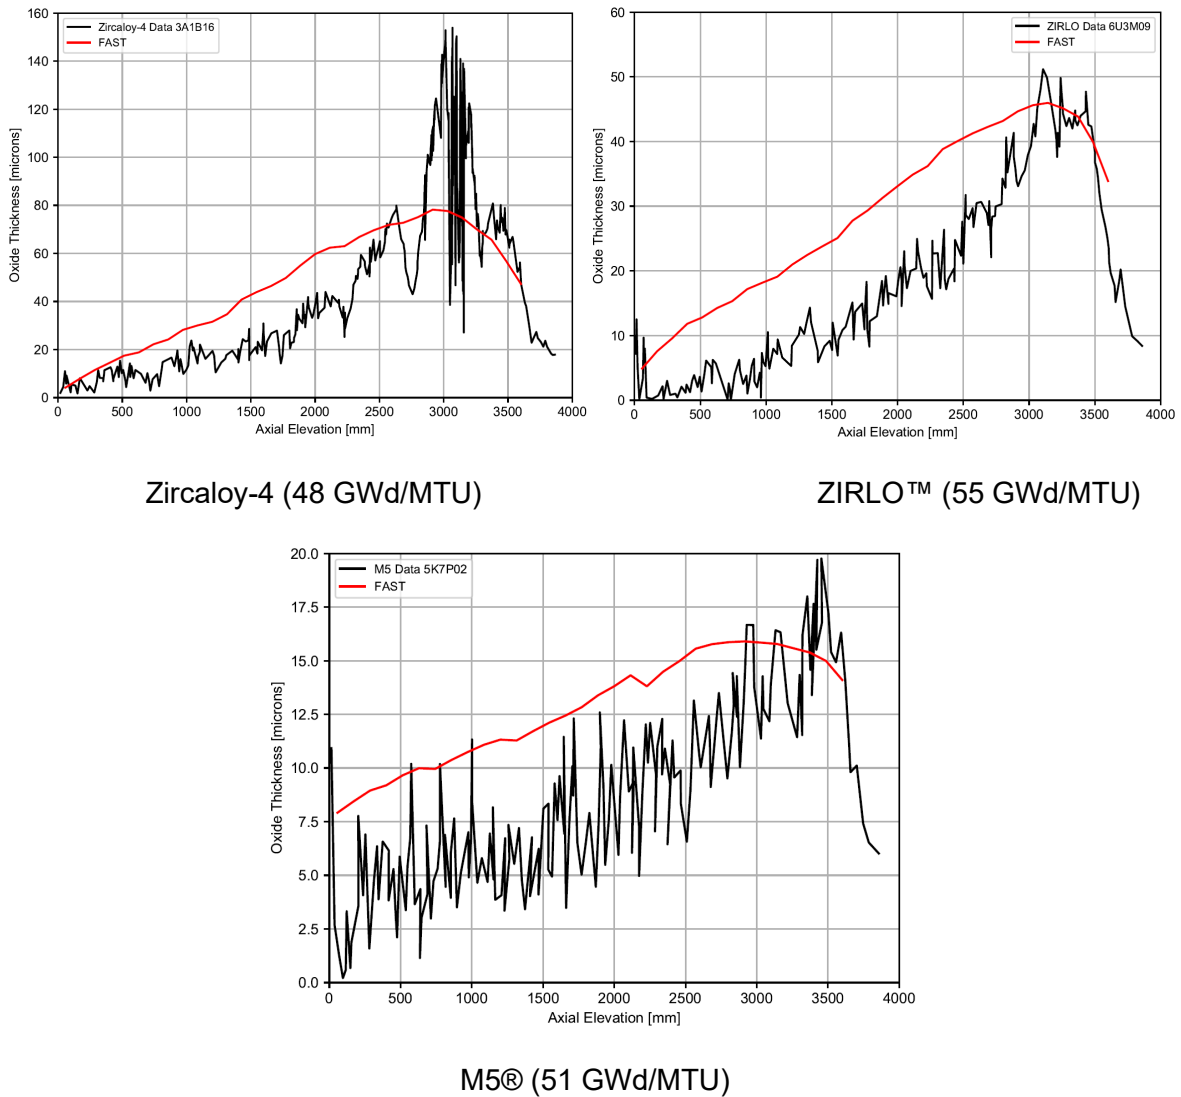 Zircaloy-4 Data 3A1B16
FAST
160
140
120
100
80
60
40
20
0
Oxide Thickness [microns]
0 500 1000 1500 2000 2500 3000 3500 4000
Axial Elevation [mm]
Zircaloy-4 (48 GWd/MTU)
ZIRLO Data 6U3M09
FAST
60
50
40
30
20
10
0
Oxide Thickness [microns]
0 500 1000 1500 2000 2500 3000 3500 4000
Axial Elevation [mm]
ZIRLO™ (55 GWd/MTU)
M5 Data 5K7P02
FAST
20.0
17.5
15.0
12.5
10.0
7.5
5.0
2.5
0.0
Oxide Thickness [microns]
0 500 1000 1500 2000 2500 3000 3500 4000
Axial Elevation [mm]
M5® (51 GWd/MTU)